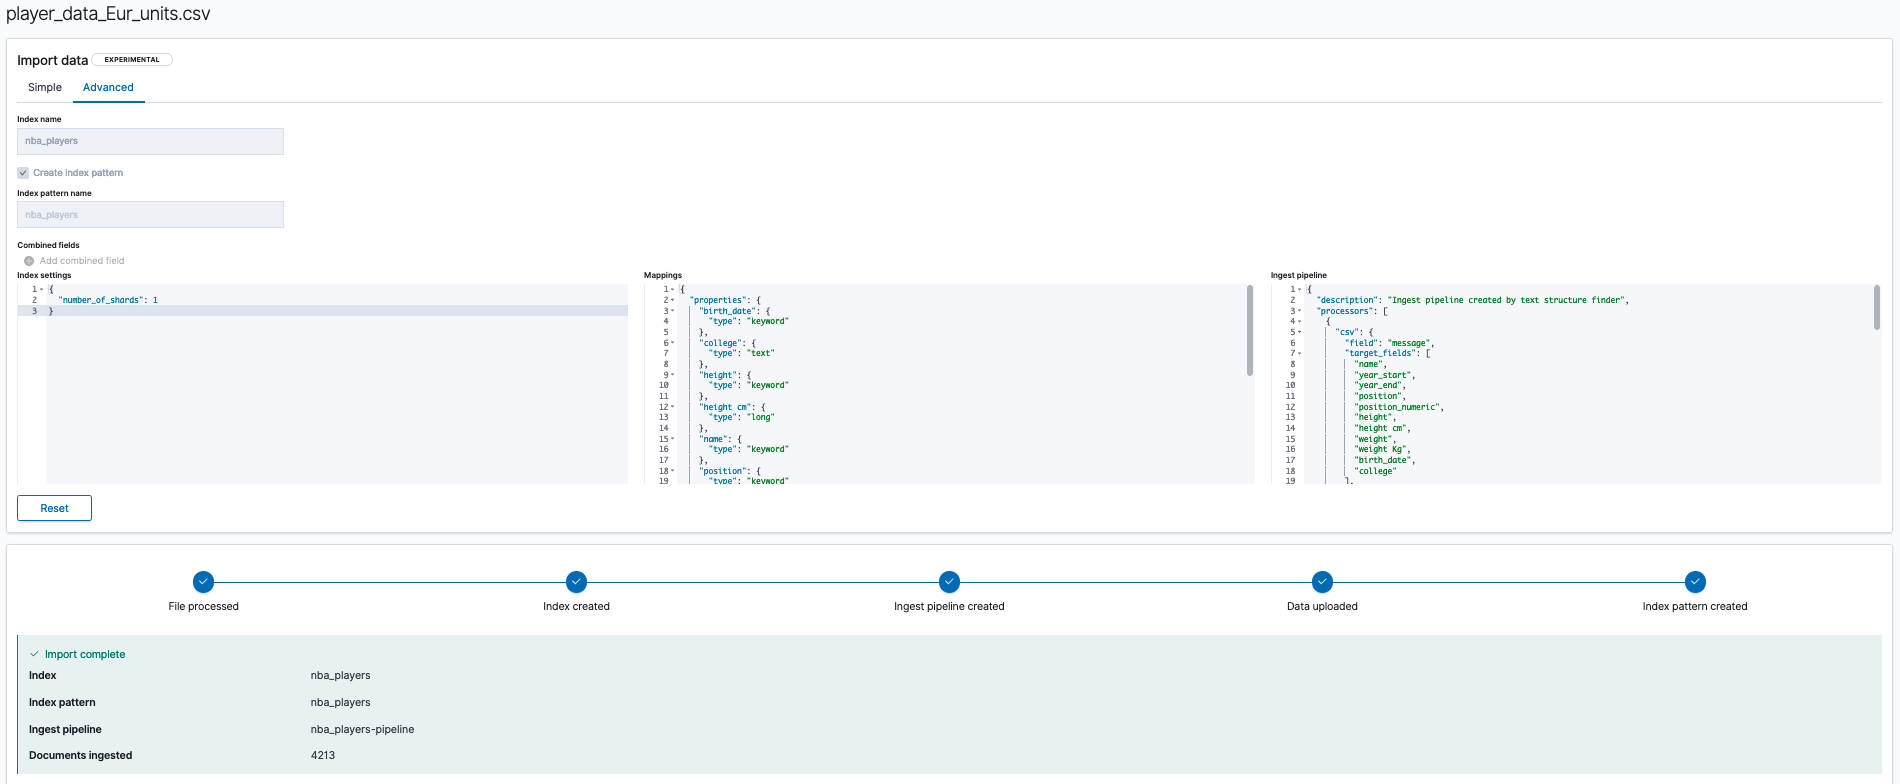 player_data_Eur_units.csv
Import data EXPERIMENTAL
Simple Advanced
Index name
nba_players
Create index pattern
Index pattern name
nba_players
Combined fields
Add combined field
Index settings
1 {
2 "number_of_shards": 1
3 }
Mappings
1 {
2 "properties": {
3 "birth_date": {
4 "type": "keyword"
5 },
6 "college": {
7 "type": "text"
8 },
9 "height": {
10 "type": "keyword"
11 },
12 "height cm": {
13 "type": "long"
14 },
15 "name": {
16 "type": "keyword"
17 },
18 "position": {
19 "type": "keyword"
Ingest pipeline
1 {
2 "description": "Ingest pipeline created by text structure finder",
3 "processors": [
4 {
5 "csv": {
6 "field": "message",
7 "target_fields": [
8 "name",
9 "year_start",
10 "year_end",
11 "position",
12 "position_numeric",
13 "height",
14 "height cm",
15 "weight",
16 "weight Kg",
17 "birth_date",
18 "college"
19 ],
Reset
File processed
Index created
Ingest pipeline created
Data uploaded
Index pattern created
Import complete
Index nba_players
Index pattern nba_players
Ingest pipeline nba_players-pipeline
Documents ingested 4213